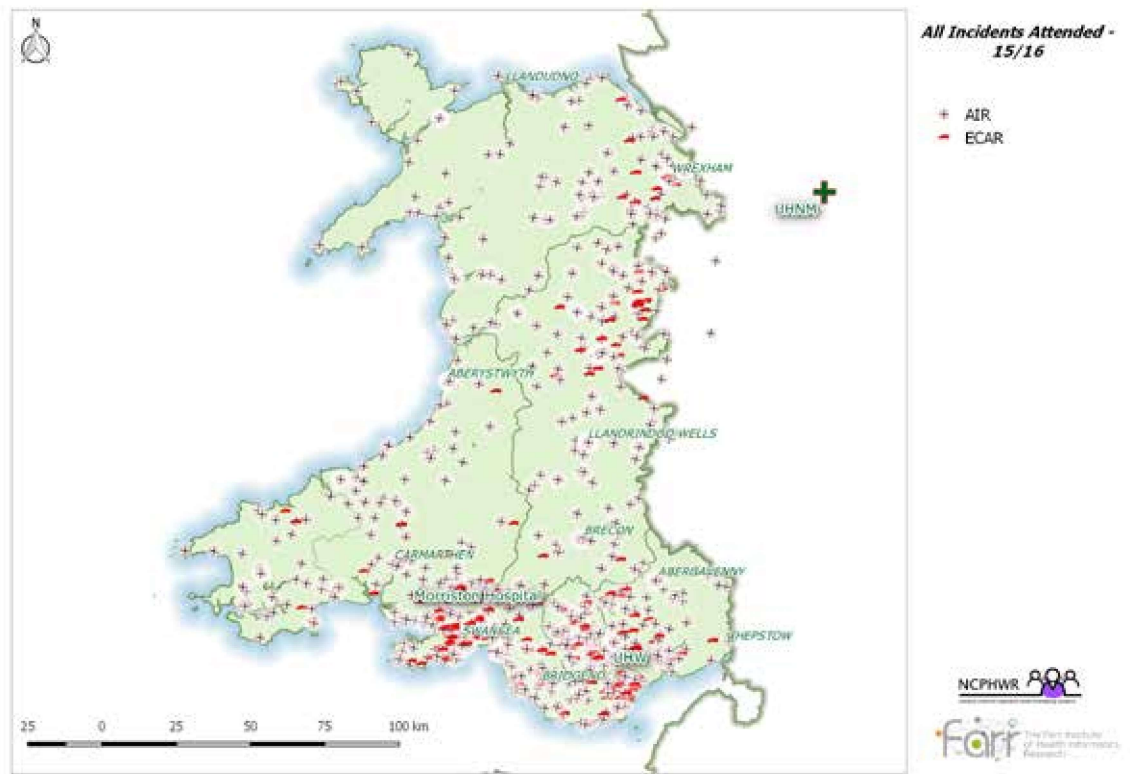 All Incidents Attended -
15/16
AIR
ECAR
N
LLANDUDNO
WREXHAM
UHNM
ABERYSTWYTH
LLANDRINDOD WELLS
BRECON
CARMARTHEN
ABERGAVENNY
Morriston Hospital
SWANSEA
CHEPSTOW
UHW
BRIDGEND
25 0 25 50 75 100 km
NCPHWR
Farr
The Farr Institute
of Health Informatics
Research